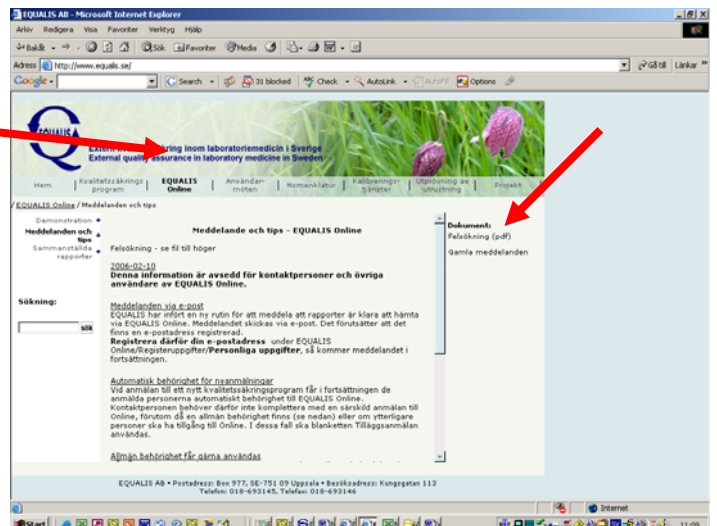 EQUALIS AB - Microsoft Internet Explorer
Arkiv Redigera Visa Favoriter Verktyg Hjälp
Bakåt Sök Favoriter Media
Adress http://www.equalis.se/ Gå till Länkar
Google Search 31 blocked Check AutoLink AutoFill Options
EQUALIS
Extern inom laboratoriemedicin i Sverige
External quality assurance in laboratory medicine in Sweden
Hem
Kvalitetssäkrings
program
EQUALIS
Online
Användar-
möten
Nomenklatur
Kalibrerings-
tjänster
Utprovning av
utrustning
Projekt
/ EQUALIS Online / Meddelanden och tips
Demonstration
Meddelanden och
tips
Sammanställda
rapporter
Sökning:
sök
Meddelande och tips - EQUALIS Online
Felsökning - se fil till höger
2006-02-10
Denna information är avsedd för kontaktpersoner och övriga
användare av EQUALIS Online.
Meddelanden via e-post
EQUALIS har infört en ny rutin för att meddela att rapporter är klara att hämta
via EQUALIS Online. Meddelandet skickas via e-post. Det förutsätter att det
finns en e-postadress registrerad.
Registrera därför din e-postadress under EQUALIS
Online/Registeruppgifter/Personliga uppgifter, så kommer meddelandet i
fortsättningen.
Automatisk behörighet för nyanmälningar
Vid anmälan till ett nytt kvalitetssäkringsprogram får i fortsättningen de
anmälda personerna automatiskt behörighet till EQUALIS Online.
Kontaktpersonen behöver därför inte komplettera med en särskild anmälan till
Online, förutom då en allmän behörighet finns (se nedan) eller om ytterligare
personer ska ha tillgång till Online. I dessa fall ska blanketten Tilläggsanmälan
användas.
Allmän behörighet får gärna användas
Dokument:
Felsökning (pdf)
Gamla meddelanden
EQUALIS AB • Postadress: Box 977, SE-751 09 Uppsala • Besöksadress: Kungsgatan 113
Telefon: 018-693145, Telefax: 018-693146
Internet
Start
11:09